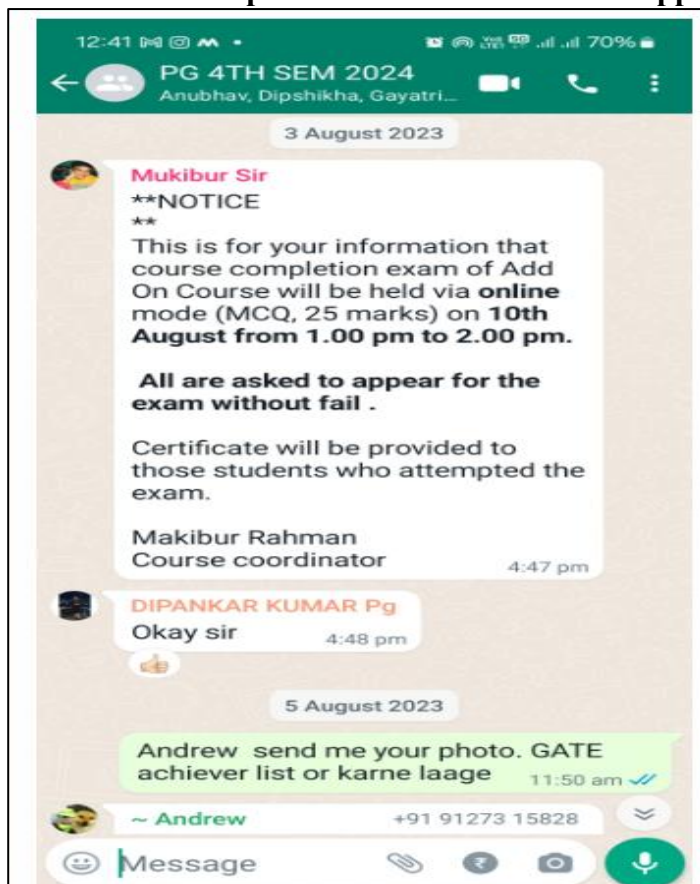 12:41
70%
PG 4TH SEM 2024
Anubhav, Dipshikha, Gayatri...
3 August 2023
Mukibur Sir
**NOTICE
**
This is for your information that
course completion exam of Add
On Course will be held via online
mode (MCQ, 25 marks) on 10th
August from 1.00 pm to 2.00 pm.
All are asked to appear for the
exam without fail .
Certificate will be provided to
those students who attempted the
exam.
Makibur Rahman
Course coordinator
4:47 pm
DIPANKAR KUMAR Pg
Okay sir
4:48 pm
5 August 2023
Andrew send me your photo. GATE
achiever list or karne laage
11:50 am
~ Andrew +91 91273 15828
Message